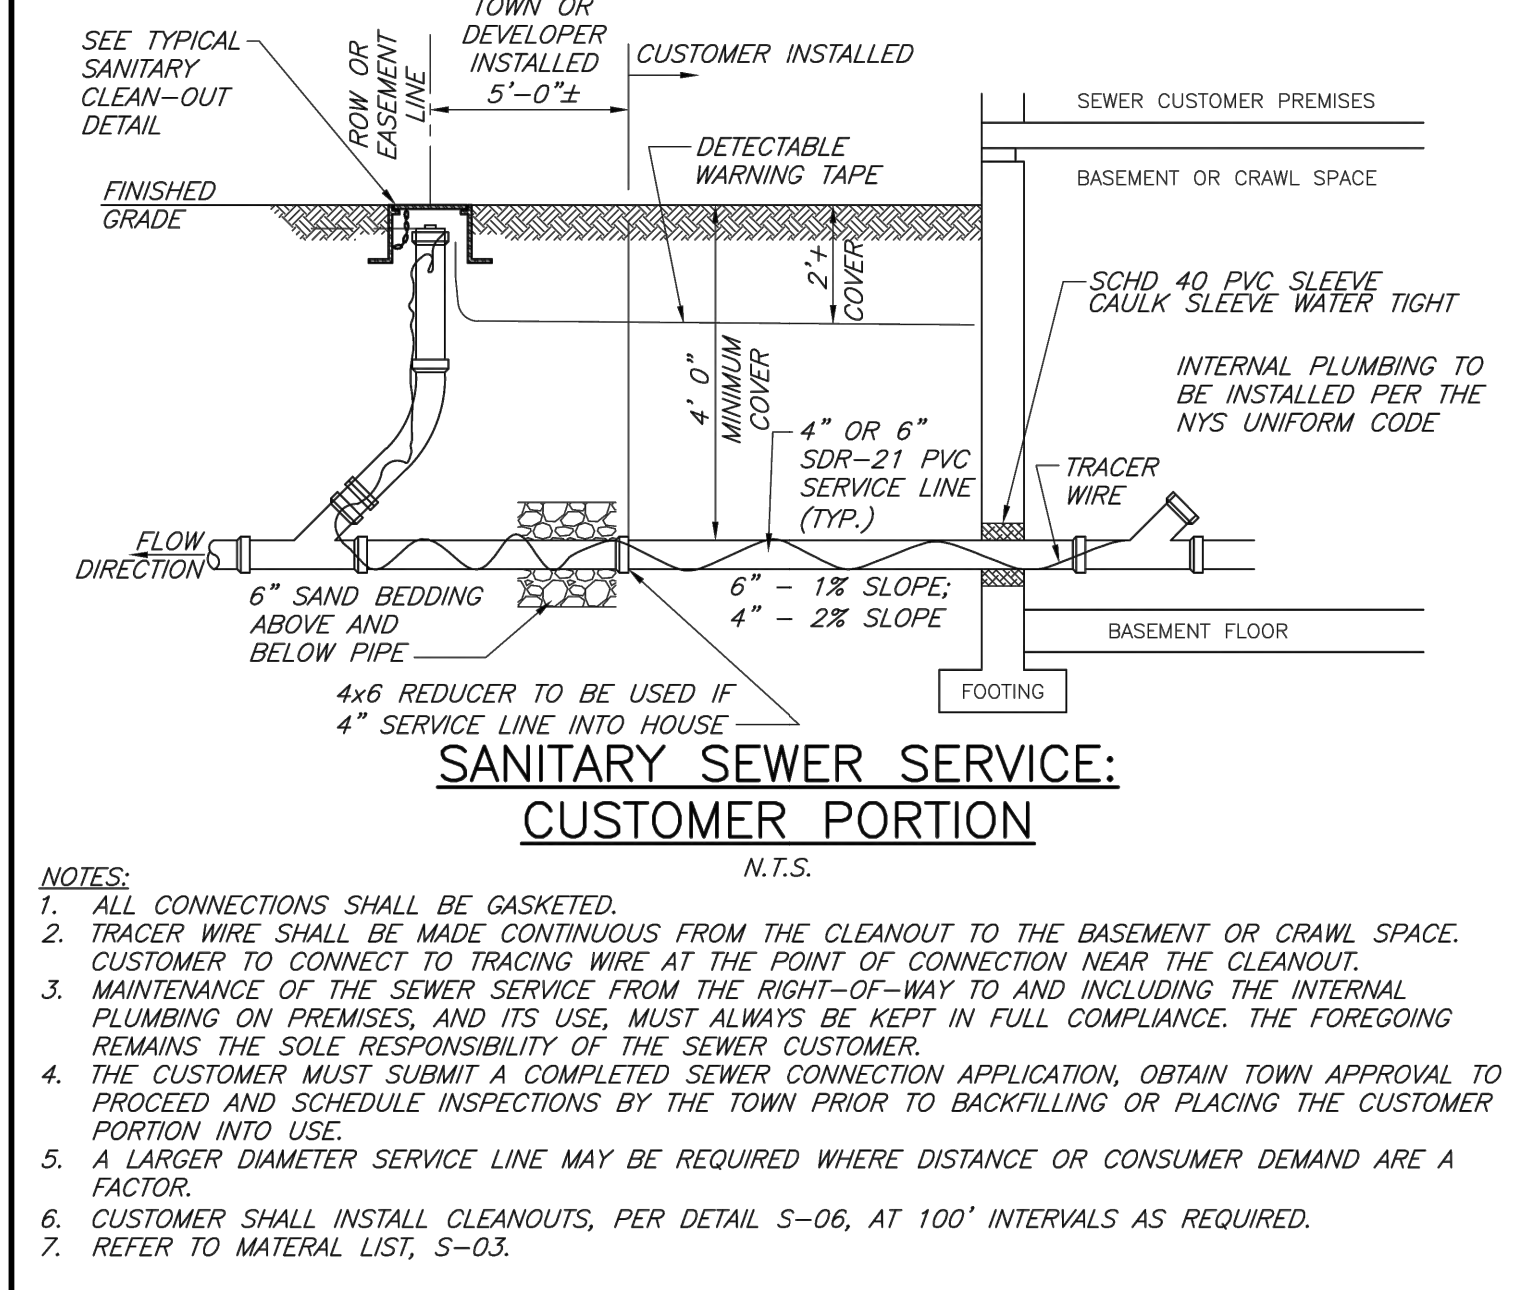 TOWN OR
DEVELOPER
INSTALLED
5'-0"±
SEE TYPICAL
SANITARY
CLEAN-OUT
DETAIL
ROW OR
EASEMENT
LINE
CUSTOMER INSTALLED
SEWER CUSTOMER PREMISES
DETECTABLE
WARNING TAPE
BASEMENT OR CRAWL SPACE
FINISHED
GRADE
2'+
COVER
SCHD 40 PVC SLEEVE
CAULK SLEEVE WATER TIGHT
4' 0"
MINIMUM
COVER
INTERNAL PLUMBING TO
BE INSTALLED PER THE
NYS UNIFORM CODE
4" OR 6"
SDR-21 PVC
SERVICE LINE
(TYP.)
TRACER
WIRE
FLOW
DIRECTION
6" SAND BEDDING
ABOVE AND
BELOW PIPE
6" - 1% SLOPE;
4" - 2% SLOPE
BASEMENT FLOOR
FOOTING
4x6 REDUCER TO BE USED IF
4" SERVICE LINE INTO HOUSE
SANITARY SEWER SERVICE:
CUSTOMER PORTION
N.T.S.
NOTES:
1. ALL CONNECTIONS SHALL BE GASKETED.
2. TRACER WIRE SHALL BE MADE CONTINUOUS FROM THE CLEANOUT TO THE BASEMENT OR CRAWL SPACE.
CUSTOMER TO CONNECT TO TRACING WIRE AT THE POINT OF CONNECTION NEAR THE CLEANOUT.
3. MAINTENANCE OF THE SEWER SERVICE FROM THE RIGHT-OF-WAY TO AND INCLUDING THE INTERNAL
PLUMBING ON PREMISES, AND ITS USE, MUST ALWAYS BE KEPT IN FULL COMPLIANCE. THE FOREGOING
REMAINS THE SOLE RESPONSIBILITY OF THE SEWER CUSTOMER.
4. THE CUSTOMER MUST SUBMIT A COMPLETED SEWER CONNECTION APPLICATION, OBTAIN TOWN APPROVAL TO
PROCEED AND SCHEDULE INSPECTIONS BY THE TOWN PRIOR TO BACKFILLING OR PLACING THE CUSTOMER
PORTION INTO USE.
5. A LARGER DIAMETER SERVICE LINE MAY BE REQUIRED WHERE DISTANCE OR CONSUMER DEMAND ARE A
FACTOR.
6. CUSTOMER SHALL INSTALL CLEANOUTS, PER DETAIL S-06, AT 100' INTERVALS AS REQUIRED.
7. REFER TO MATERAL LIST, S-03.